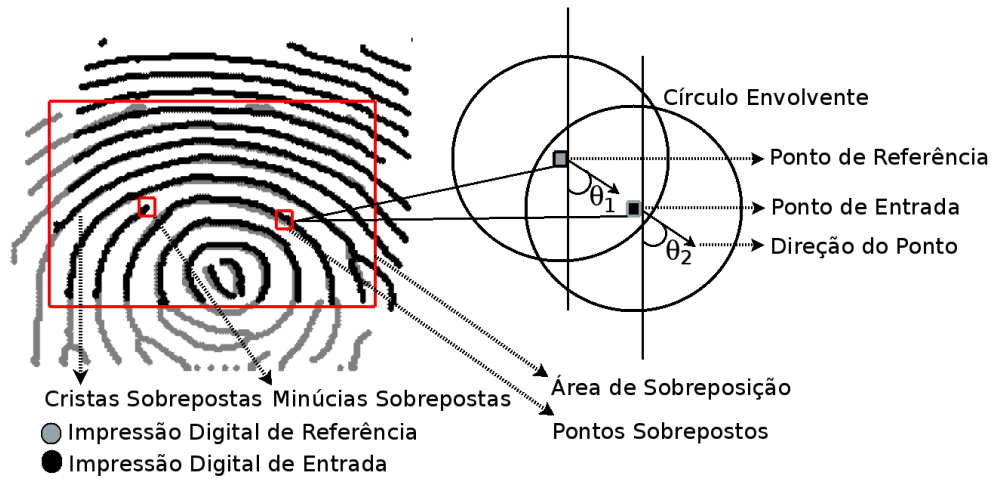 Círculo Envolvente
Ponto de Referência
θ1
Ponto de Entrada
θ2
Direção do Ponto
Área de Sobreposição
Cristas Sobrepostas Minúcias Sobrepostas
Pontos Sobrepostos
Impressão Digital de Referência
Impressão Digital de Entrada